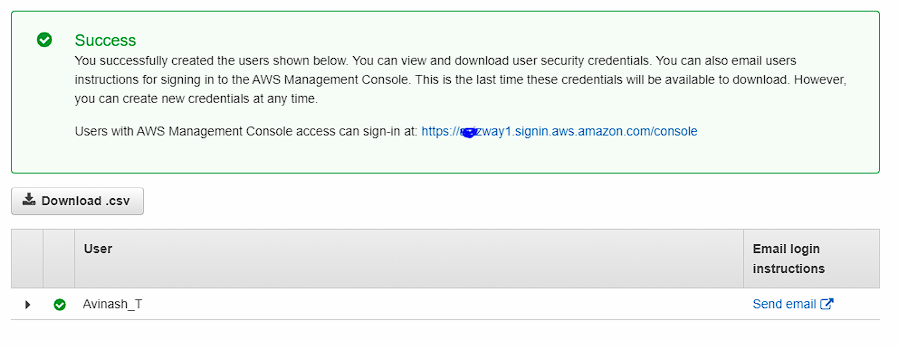 Success
You successfully created the users shown below. You can view and download user security credentials. You can also email users
instructions for signing in to the AWS Management Console. This is the last time these credentials will be available to download. However,
you can create new credentials at any time.
Users with AWS Management Console access can sign-in at: https://zway1.signin.aws.amazon.com/console
Download .csv
User
Email login
instructions
Avinash_T
Send email